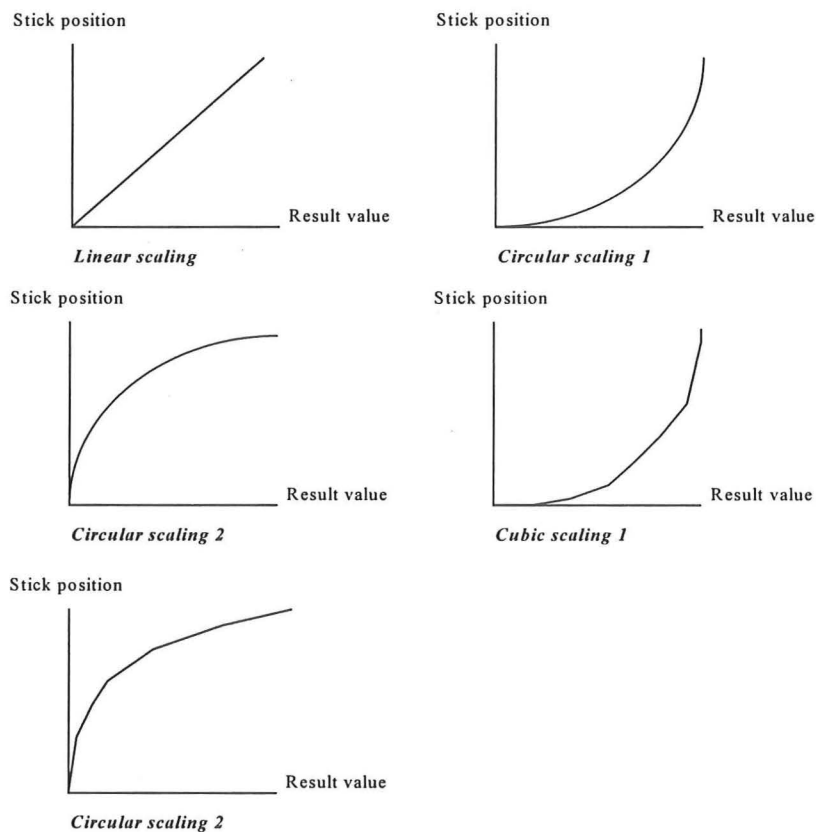 Stick position
Stick position
Result value
Result value
Linear scaling
Circular scaling 1
Stick position
Stick position
Result value
Result value
Circular scaling 2
Cubic scaling 1
Stick position
Result value
Circular scaling 2